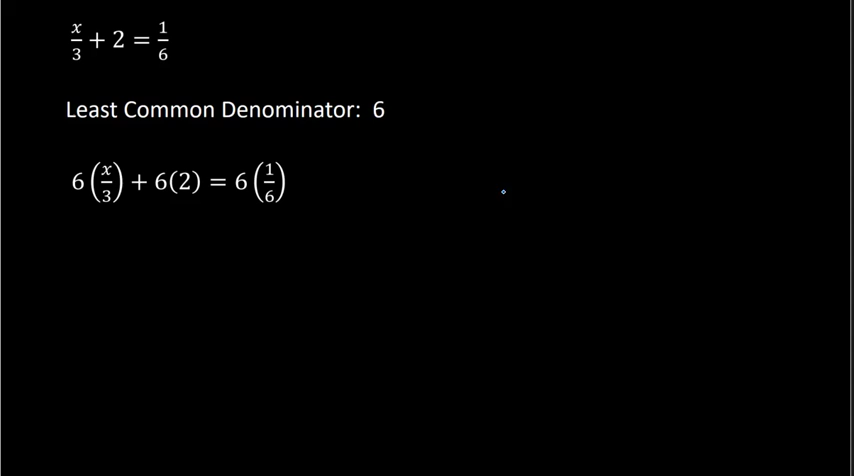 x/3 + 2 = 1/6
Least Common Denominator: 6
6(x/3) + 6(2) = 6(1/6)